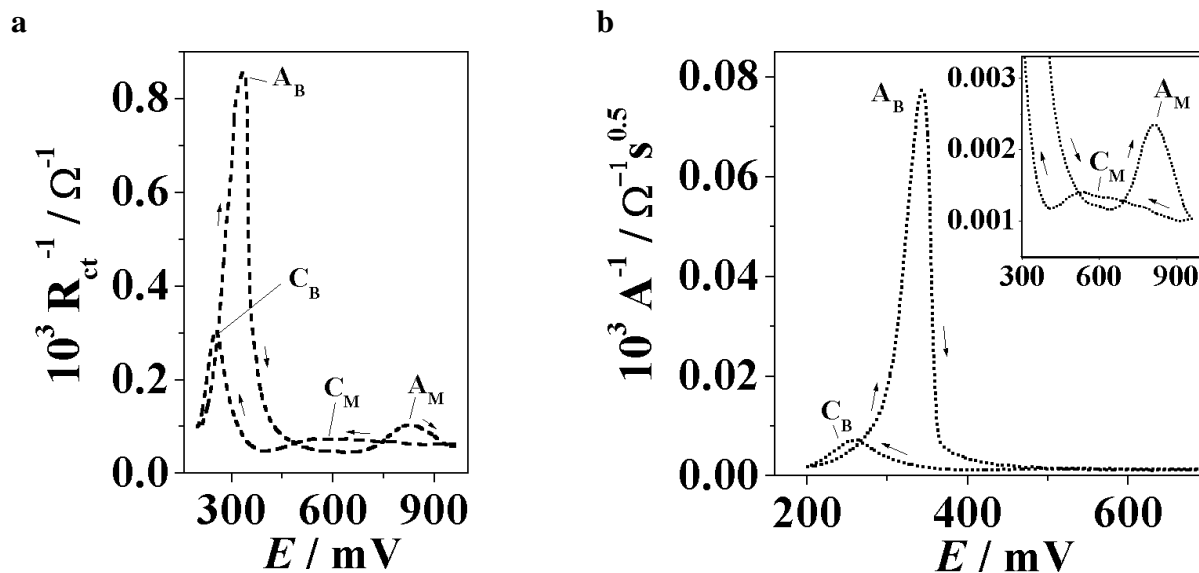 a
10³ R_ct⁻¹ / Ω⁻¹
0.8
0.6
0.4
0.2
0.0
A_B
C_B
C_M
A_M
300 600 900
E / mV
b
10³ A⁻¹ / Ω⁻¹s⁰·⁵
0.08
0.06
0.04
0.02
0.00
A_B
C_B
200 400 600
E / mV
0.003
0.002
0.001
A_M
C_M
300 600 900